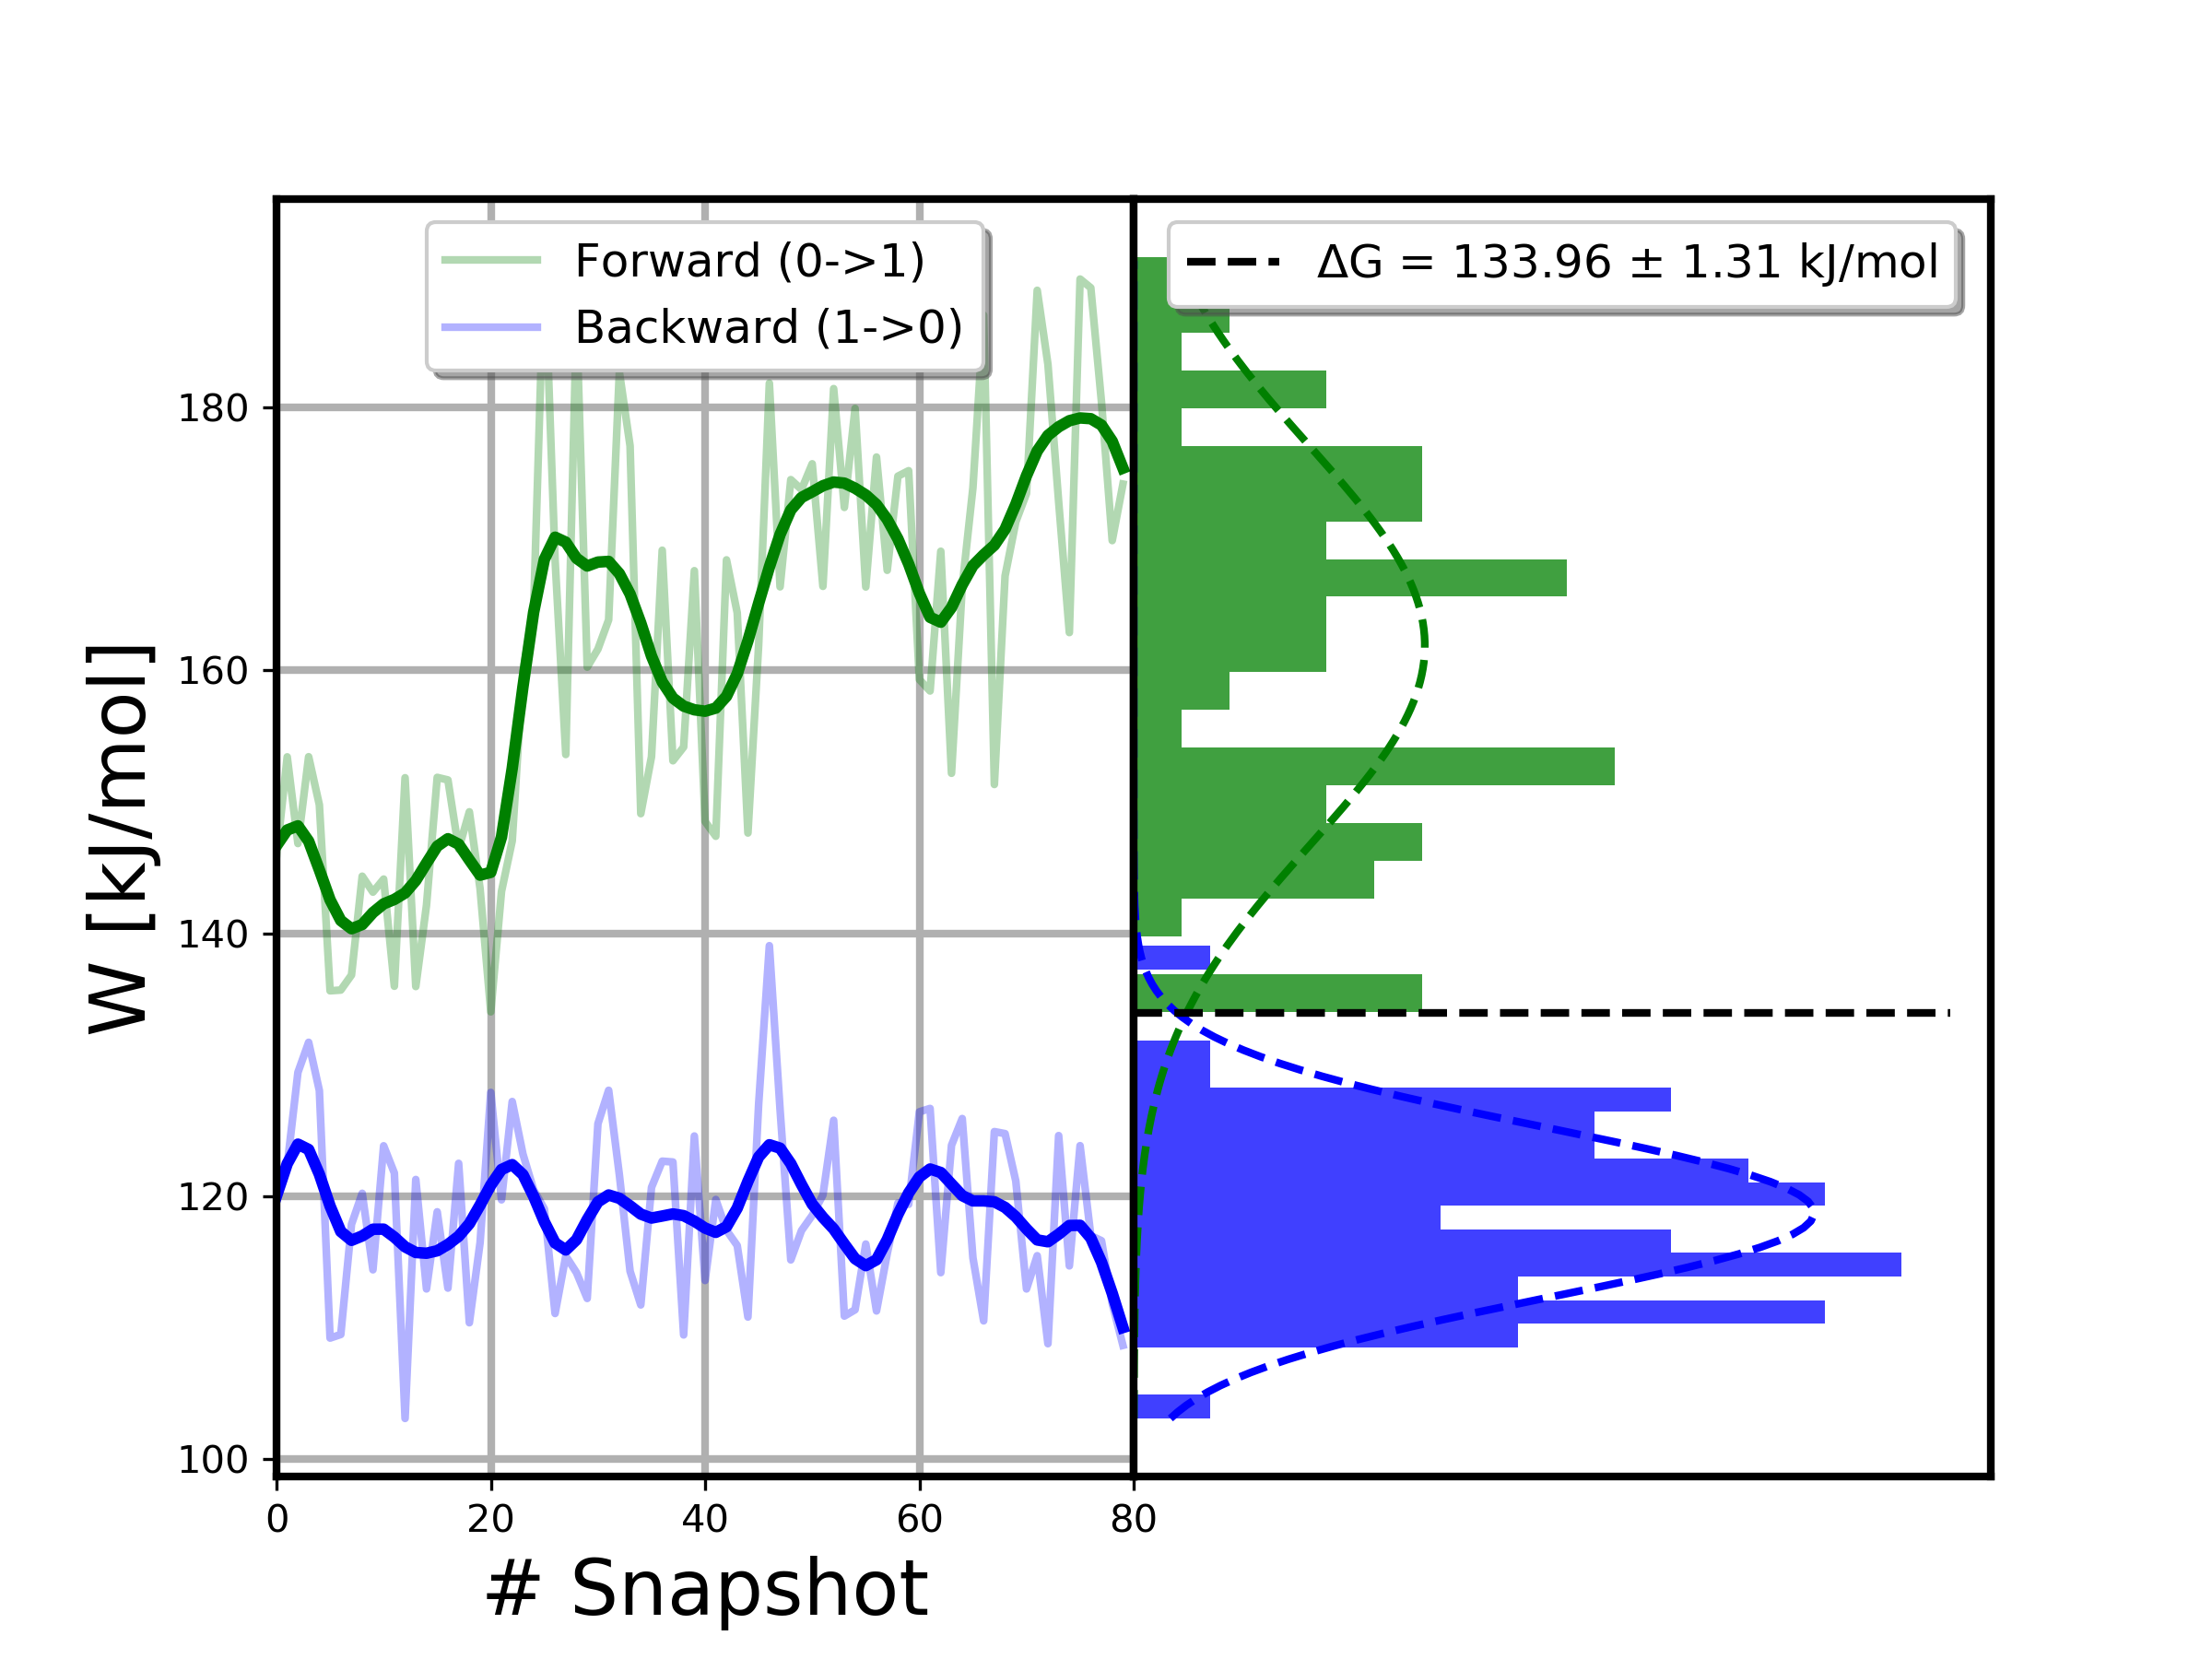 Forward (0->1)
Backward (1->0)
ΔG = 133.96 ± 1.31 kJ/mol
W [kJ/mol]
180
160
140
120
100
0 20 40 60 80
# Snapshot